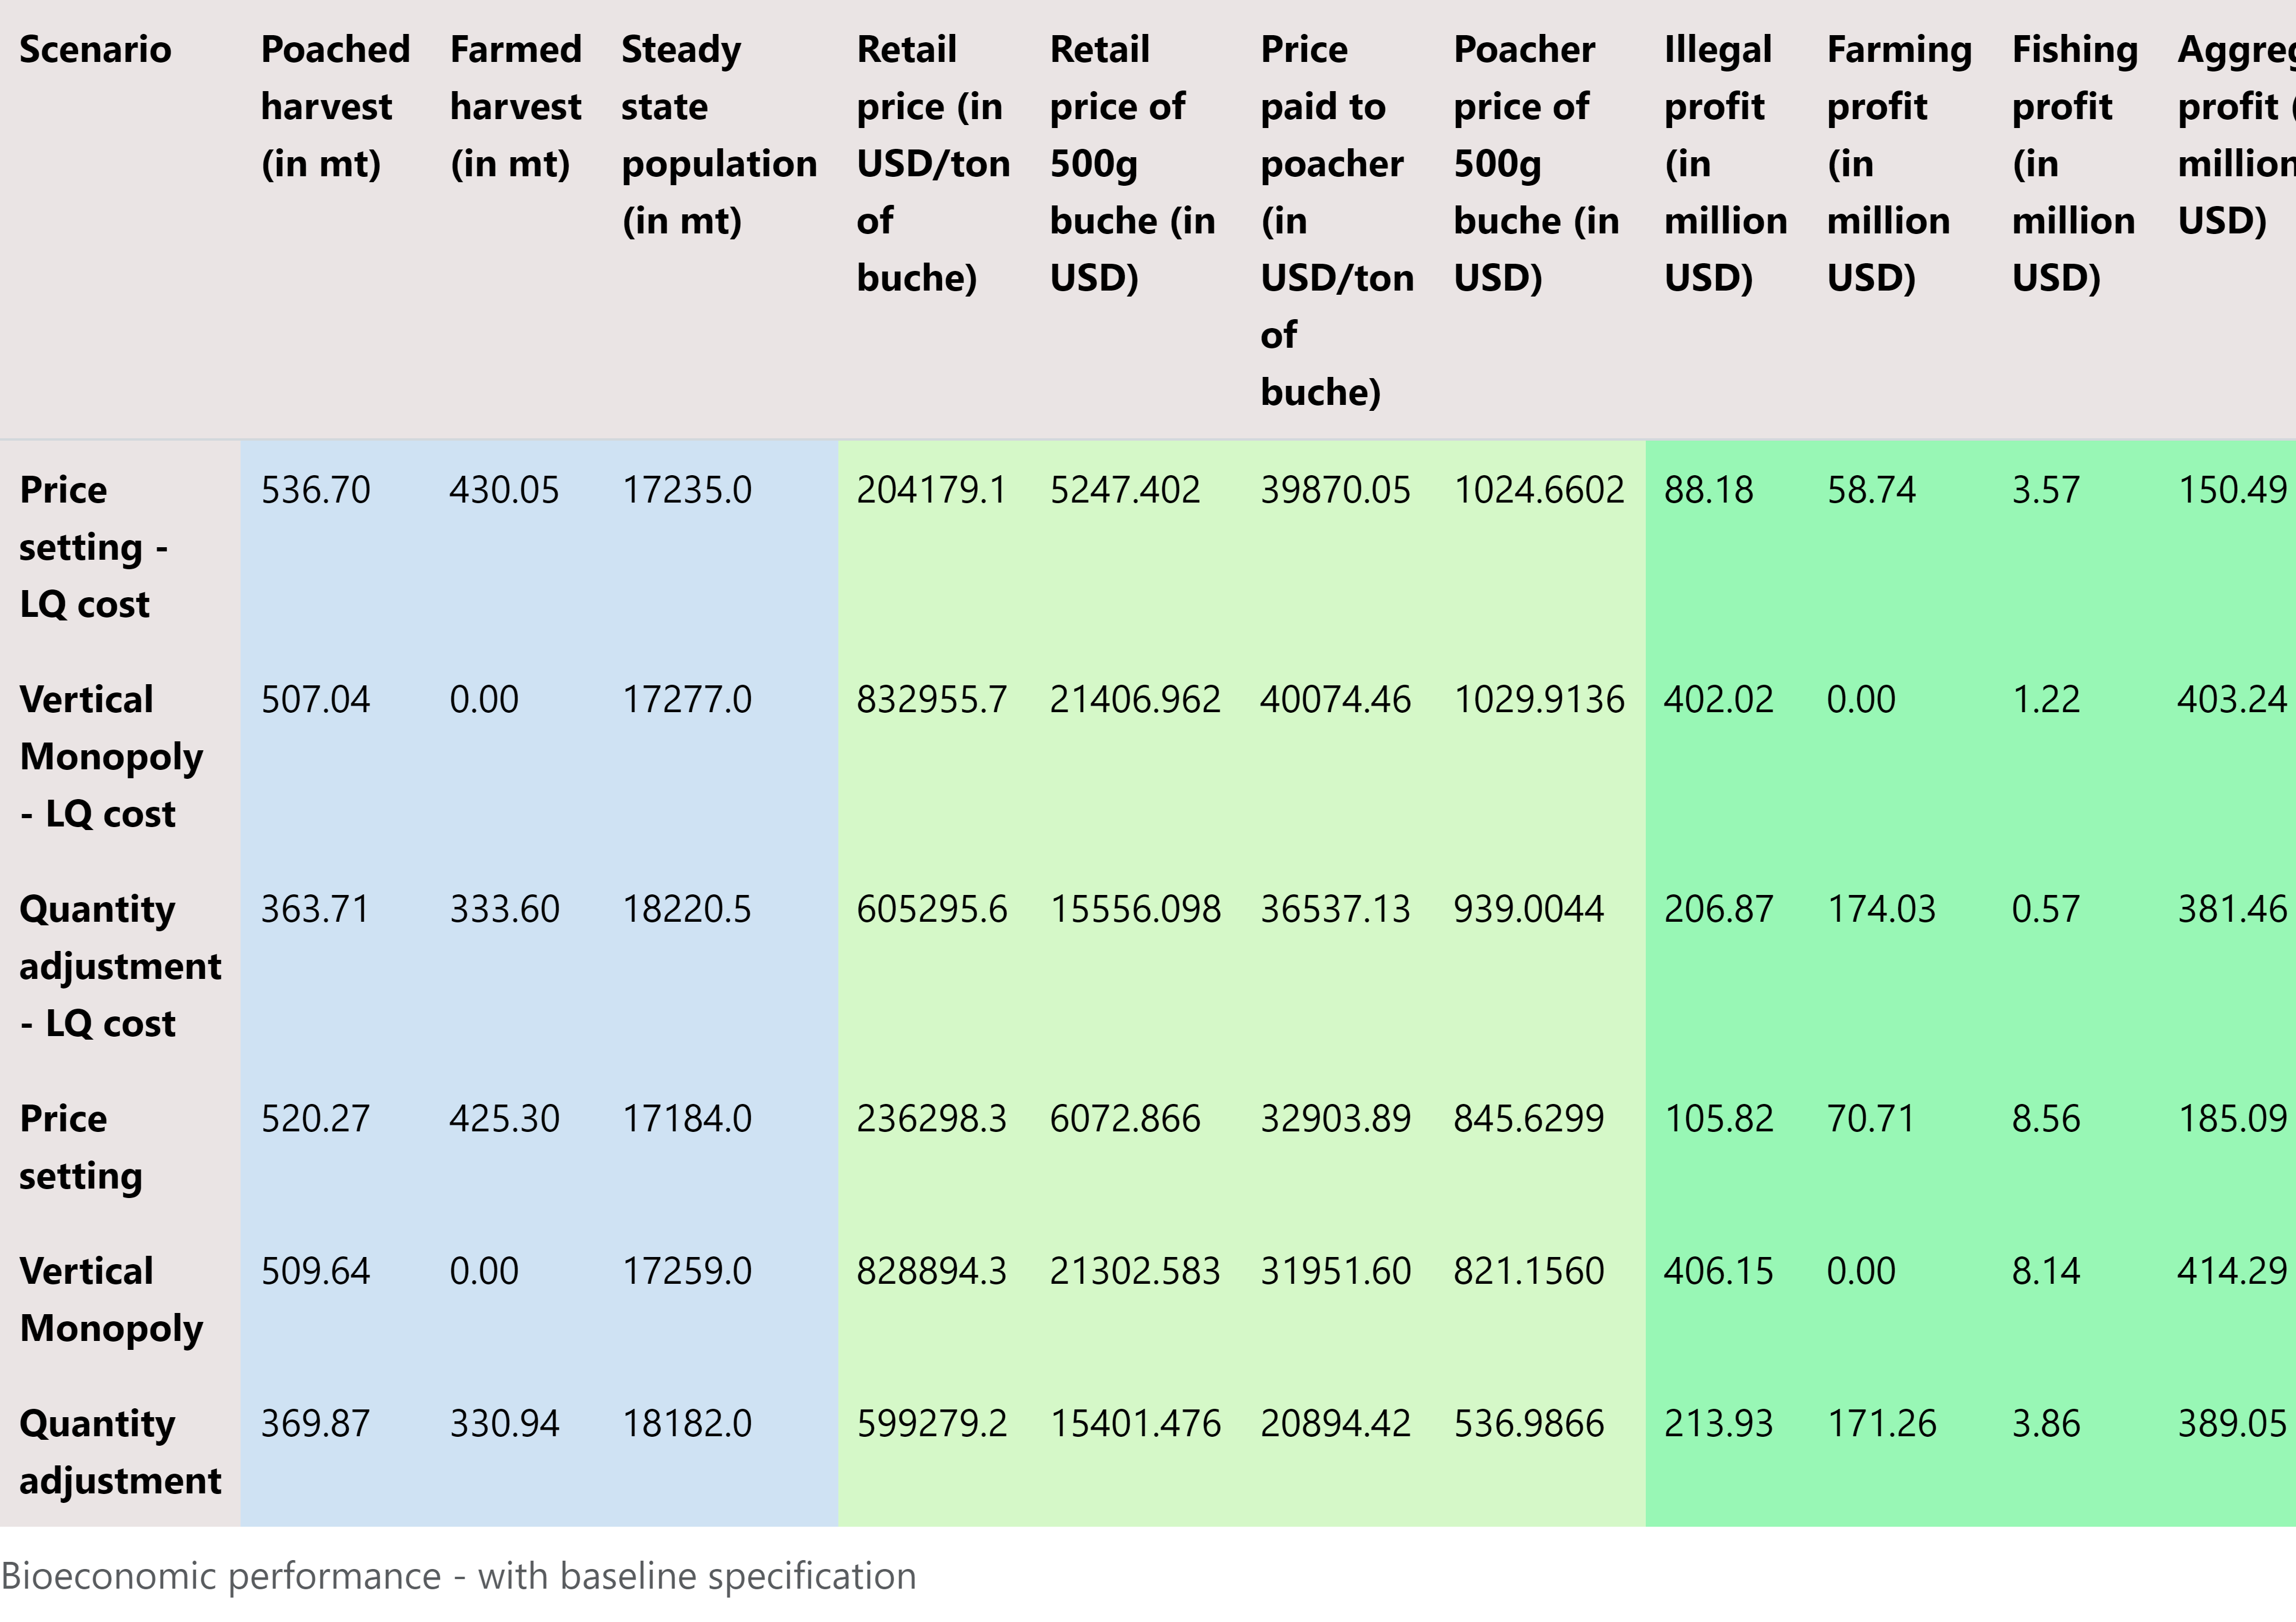 Scenario Poached Farmed Steady Retail Retail Price Poacher Illegal Farming Fishing Aggreg
harvest harvest state price (in price of paid to price of profit profit profit profit (
(in mt) (in mt) population USD/ton 500g poacher 500g (in (in (in million
(in mt) of buche (in (in buche (in million million million USD)
buche) USD) USD/ton USD) USD) USD) USD)
of
buche)
Price 536.70 430.05 17235.0 204179.1 5247.402 39870.05 1024.6602 88.18 58.74 3.57 150.49
setting -
LQ cost
Vertical 507.04 0.00 17277.0 832955.7 21406.962 40074.46 1029.9136 402.02 0.00 1.22 403.24
Monopoly
- LQ cost
Quantity 363.71 333.60 18220.5 605295.6 15556.098 36537.13 939.0044 206.87 174.03 0.57 381.46
adjustment
- LQ cost
Price 520.27 425.30 17184.0 236298.3 6072.866 32903.89 845.6299 105.82 70.71 8.56 185.09
setting
Vertical 509.64 0.00 17259.0 828894.3 21302.583 31951.60 821.1560 406.15 0.00 8.14 414.29
Monopoly
Quantity 369.87 330.94 18182.0 599279.2 15401.476 20894.42 536.9866 213.93 171.26 3.86 389.05
adjustment
Bioeconomic performance - with baseline specification